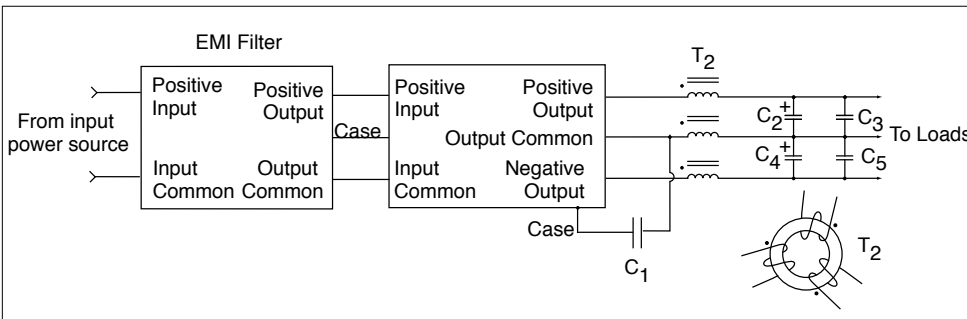 EMI Filter
T2
Positive Input
Positive Output
Positive Input
Positive Output
From input power source
Case
Output Common
C2 +
C3
To Loads
C4 +
C5
Input Common
Output Common
Input Common
Negative Output
Case
C1
T2